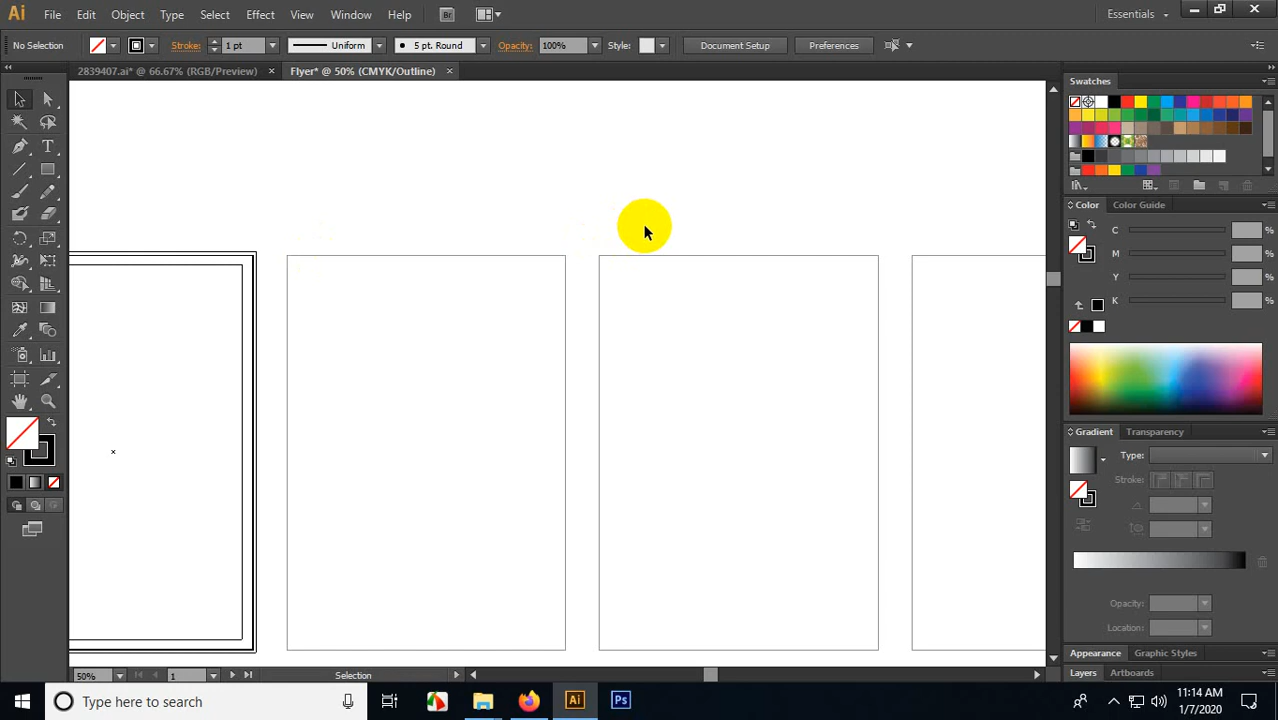 Ai File Edit Object Type Select Effect View Window Help Br Essentials
No Selection Stroke: 1 pt Uniform 5 pt. Round Opacity: 100% Style: Document Setup Preferences
2839407.ai* @ 66.67% (RGB/Preview) × Flyer* @ 50% (CMYK/Outline) ×
Swatches
Color Color Guide
C %
M %
Y %
K %
Gradient Transparency
Type:
Stroke:
Opacity:
Location:
Appearance Graphic Styles
Layers Artboards
50% 1 Selection
Type here to search Ai Ps 11:14 AM
1/7/2020